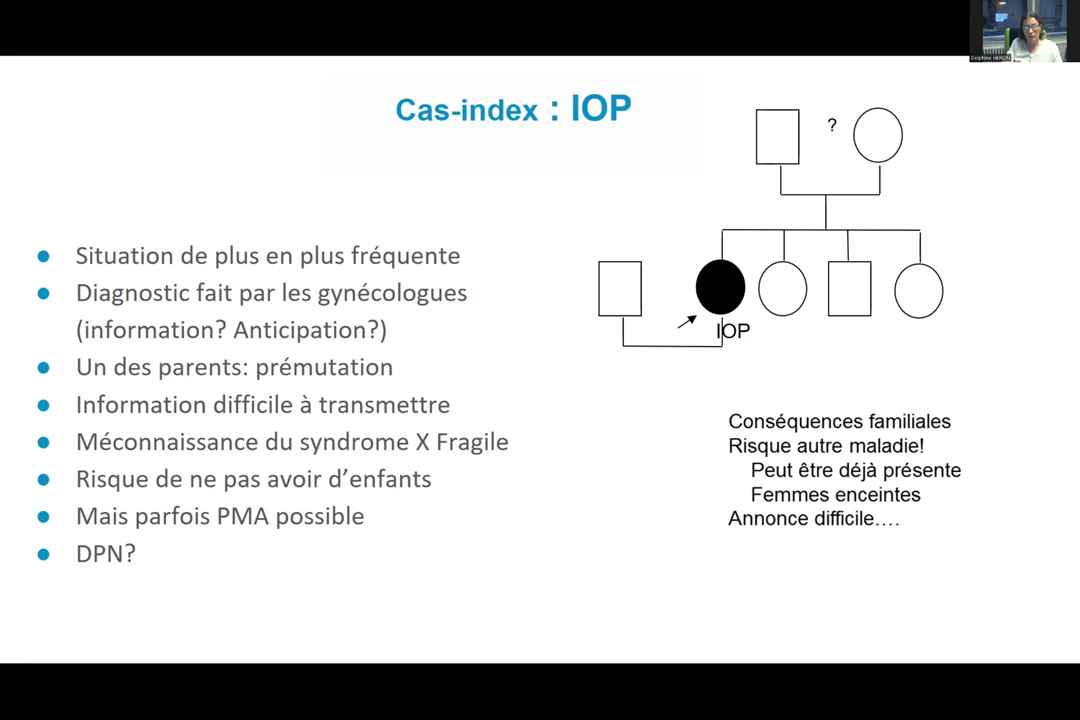 Delphine HERON
Cas-index : IOP
?
● Situation de plus en plus fréquente
● Diagnostic fait par les gynécologues
(information? Anticipation?)
● Un des parents: prémutation
● Information difficile à transmettre
● Méconnaissance du syndrome X Fragile
● Risque de ne pas avoir d’enfants
● Mais parfois PMA possible
● DPN?
IOP
Conséquences familiales
Risque autre maladie!
Peut être déjà présente
Femmes enceintes
Annonce difficile….